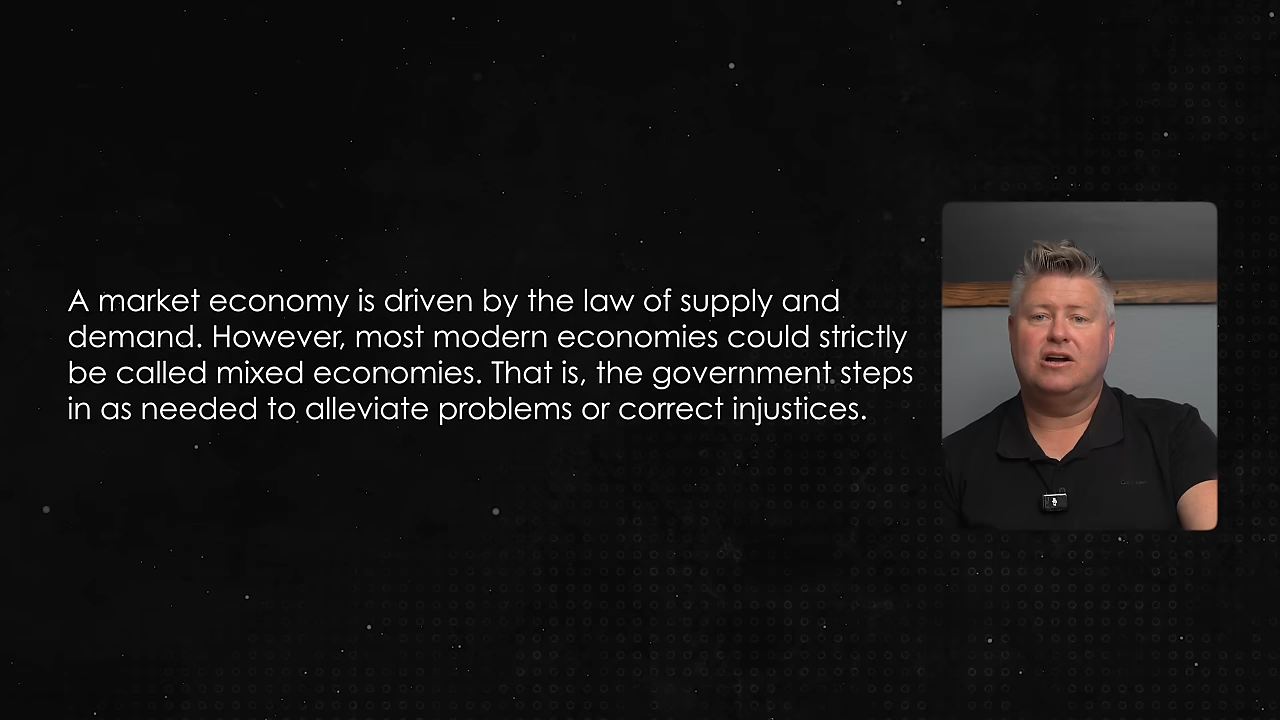 A market economy is driven by the law of supply and
demand. However, most modern economies could strictly
be called mixed economies. That is, the government steps
in as needed to alleviate problems or correct injustices.